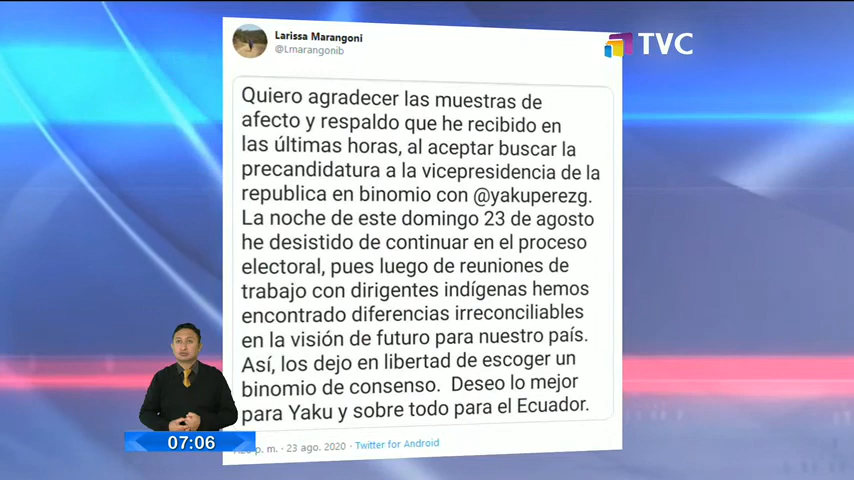 Larissa Marangoni
@Lmarangonib
TVC
Quiero agradecer las muestras de
afecto y respaldo que he recibido en
las últimas horas, al aceptar buscar la
precandidatura a la vicepresidencia de la
republica en binomio con @yakuperezg.
La noche de este domingo 23 de agosto
he desistido de continuar en el proceso
electoral, pues luego de reuniones de
trabajo con dirigentes indígenas hemos
encontrado diferencias irreconciliables
en la visión de futuro para nuestro país.
Así, los dejo en libertad de escoger un
binomio de consenso.  Deseo lo mejor
para Yaku y sobre todo para el Ecuador.
07:06
p. m. · 23 ago. 2020 · Twitter for Android